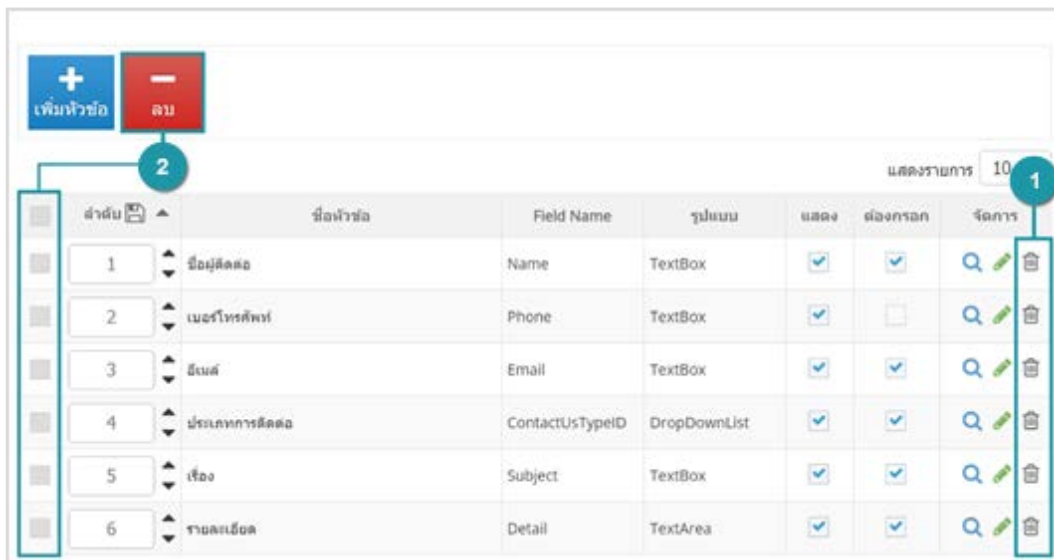 เพิ่มหัวข้อ ลบ
2
แสดงรายการ 10
1
ลำดับ ชื่อหัวข้อ Field Name รูปแบบ แสดง ต้องกรอก จัดการ
1 ชื่อผู้ติดต่อ Name TextBox
2 เบอร์โทรศัพท์ Phone TextBox
3 อีเมล์ Email TextBox
4 ประเภทการติดต่อ ContactUsTypeID DropDownList
5 เรื่อง Subject TextBox
6 รายละเอียด Detail TextArea